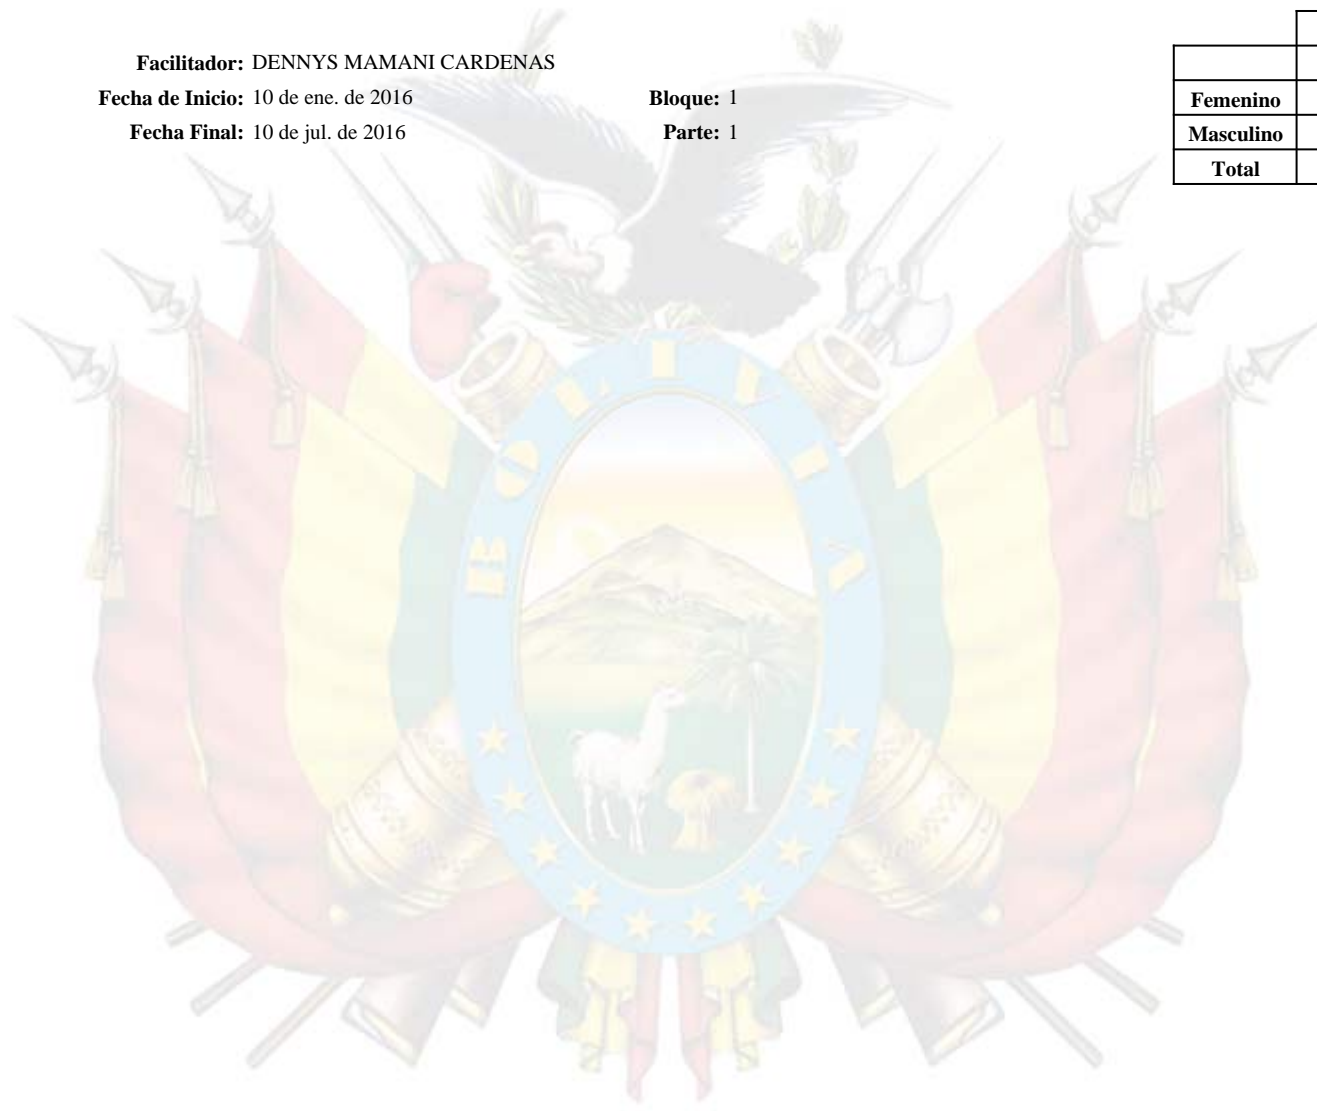 Facilitador: DENNYS MAMANI CARDENAS
Fecha de Inicio: 10 de ene. de 2016 Bloque: 1
Fecha Final: 10 de jul. de 2016 Parte: 1
Femenino
Masculino
Total
BOLIVIA